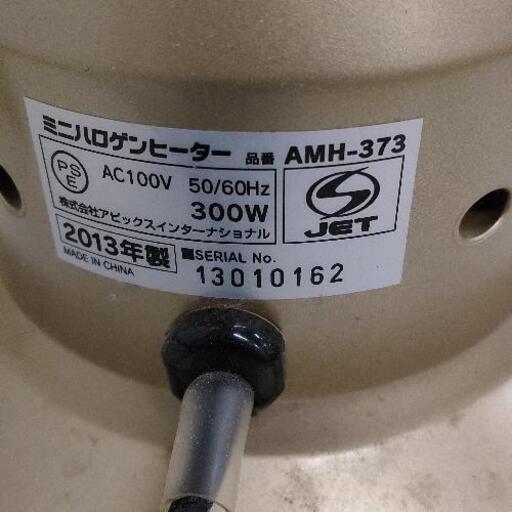 ミニハロゲンヒーター 品番 AMH-373
PSE
AC100V 50/60Hz
300W
株式会社アピックスインターナショナル
S JET
2013年製
MADE IN CHINA
■SERIAL No.
13010162